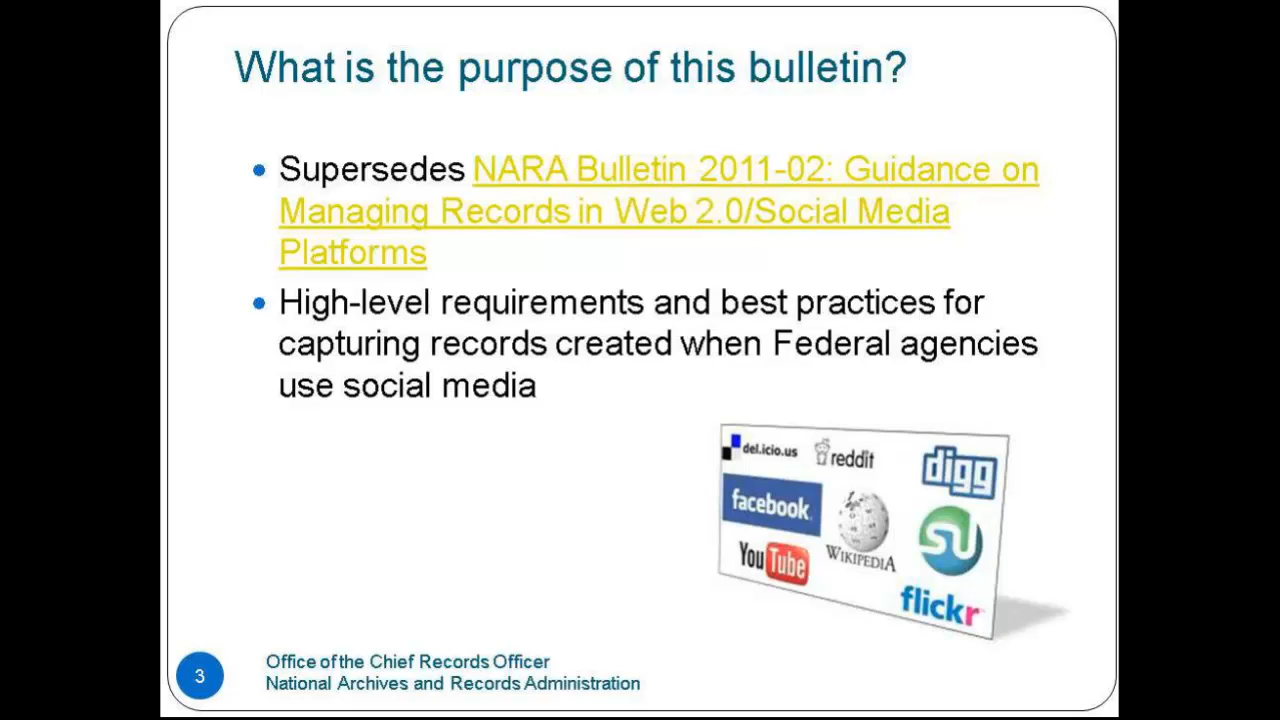 What is the purpose of this bulletin?
• Supersedes NARA Bulletin 2011-02: Guidance on
Managing Records in Web 2.0/Social Media
Platforms
• High-level requirements and best practices for
capturing records created when Federal agencies
use social media
del.icio.us reddit digg
facebook. WIKIPEDIA SU
YouTube flickr
3
Office of the Chief Records Officer
National Archives and Records Administration